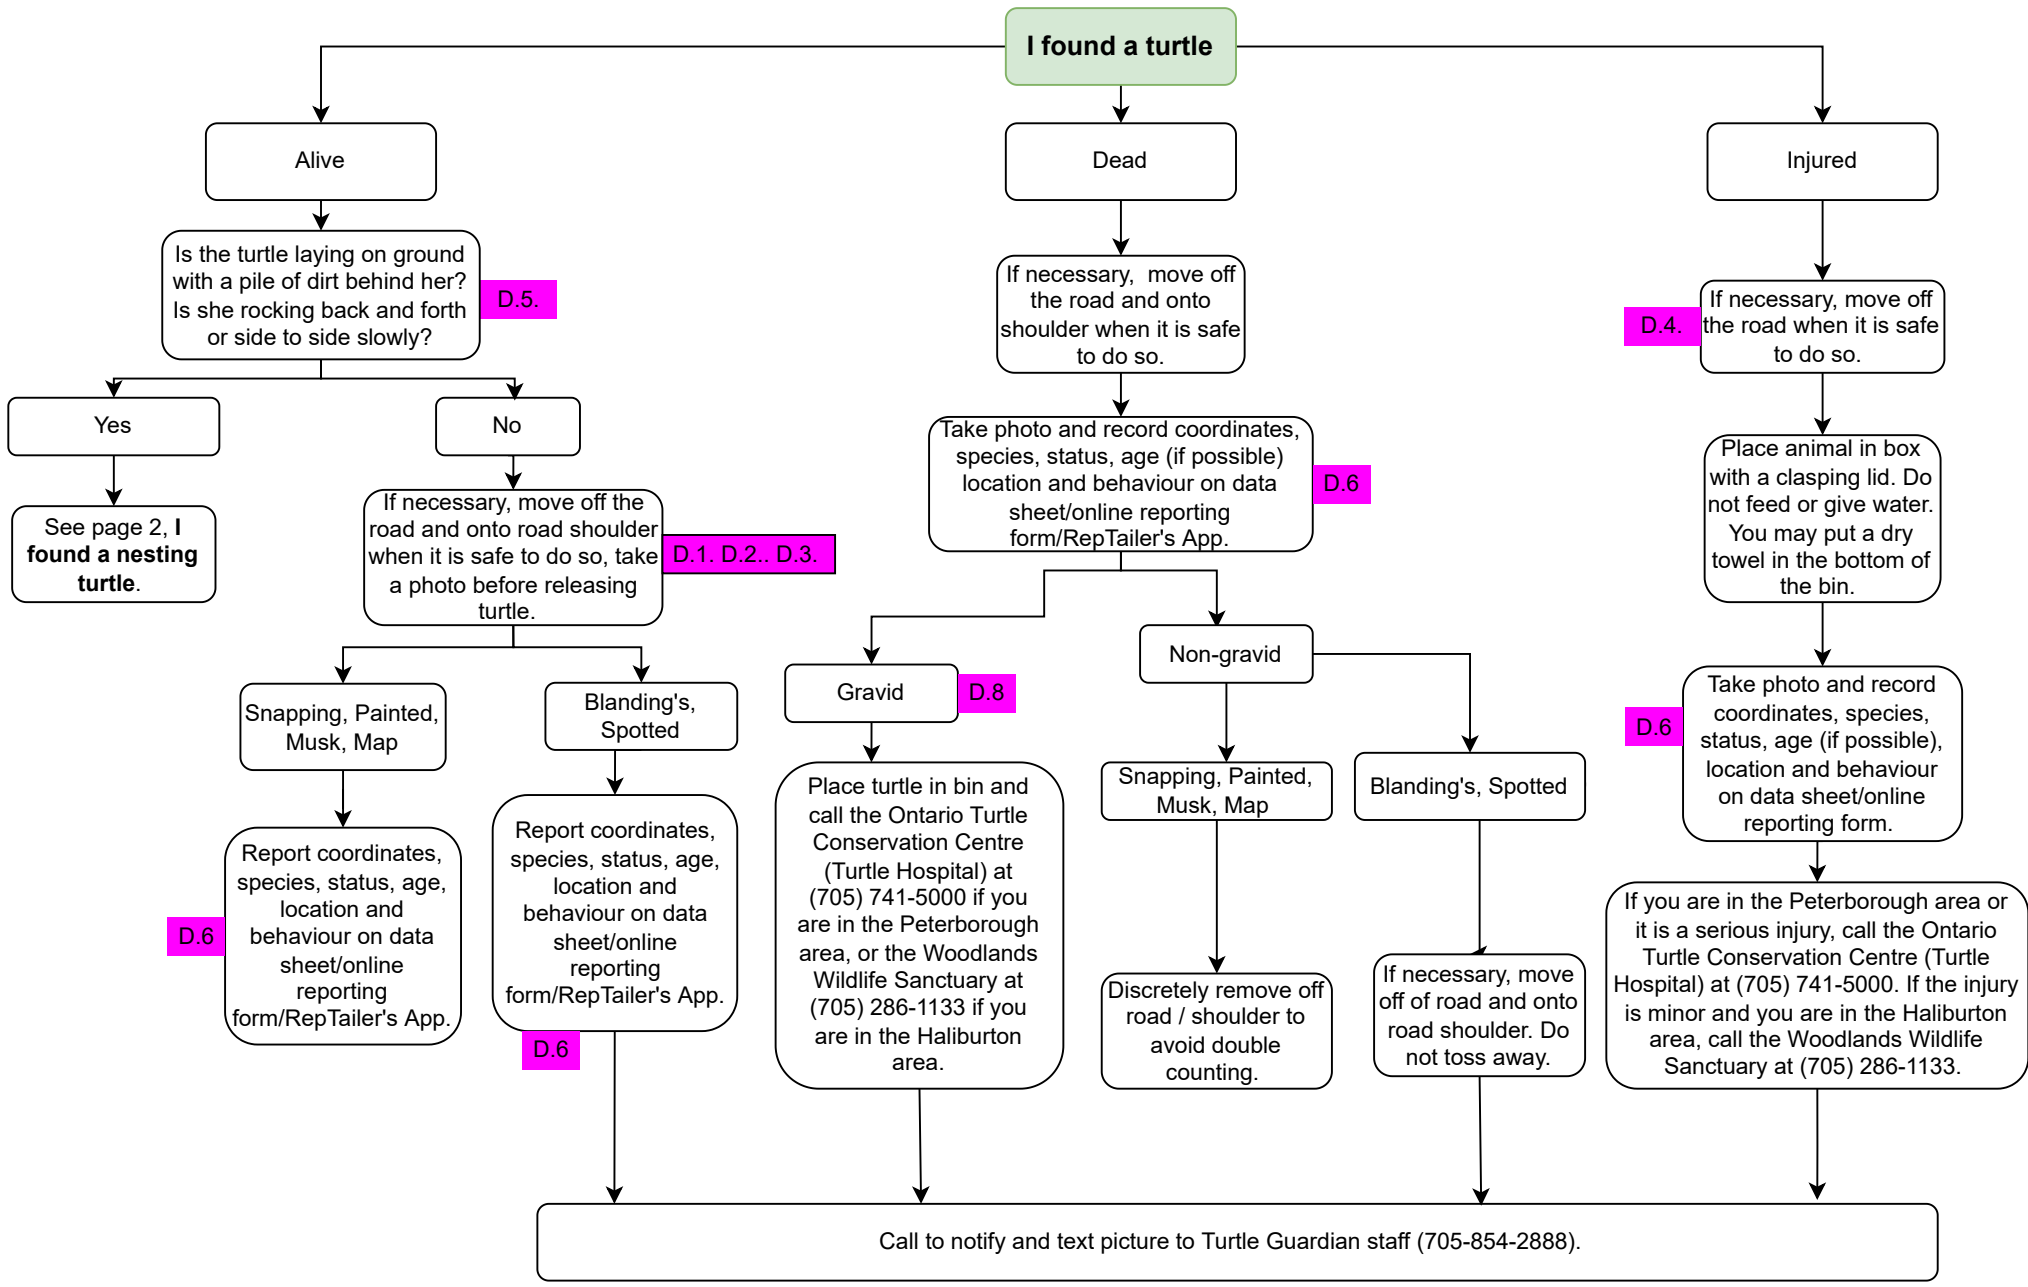 I found a turtle
Alive
Dead
Injured
Is the turtle laying on ground
with a pile of dirt behind her?
Is she rocking back and forth
or side to side slowly?
D.5.
Yes
No
See page 2, I
found a nesting
turtle.
If necessary, move off the
road and onto road shoulder
when it is safe to do so, take
a photo before releasing
turtle.
D.1. D.2.. D.3.
Snapping, Painted,
Musk, Map
Blanding's,
Spotted
Report coordinates,
species, status, age,
location and
behaviour on data
sheet/online
reporting
form/RepTailer's App.
D.6
Report coordinates,
species, status, age,
location and
behaviour on data
sheet/online
reporting
form/RepTailer's App.
D.6
If necessary,  move off
the road and onto
shoulder when it is safe
to do so.
Take photo and record coordinates,
species, status, age (if possible)
location and behaviour on data
sheet/online reporting
form/RepTailer's App.
D.6
Gravid
D.8
Non-gravid
Place turtle in bin and
call the Ontario Turtle
Conservation Centre
(Turtle Hospital) at
(705) 741-5000 if you
are in the Peterborough
area, or the Woodlands
Wildlife Sanctuary at
(705) 286-1133 if you
are in the Haliburton
area.
Snapping, Painted,
Musk, Map
Blanding's, Spotted
Discretely remove off
road / shoulder to
avoid double
counting.
If necessary, move
off of road and onto
road shoulder. Do
not toss away.
D.4.
If necessary, move off
the road when it is safe
to do so.
Place animal in box
with a clasping lid. Do
not feed or give water.
You may put a dry
towel in the bottom of
the bin.
D.6
Take photo and record
coordinates, species,
status, age (if possible),
location and behaviour
on data sheet/online
reporting form.
If you are in the Peterborough area or
it is a serious injury, call the Ontario
Turtle Conservation Centre (Turtle
Hospital) at (705) 741-5000. If the injury
is minor and you are in the Haliburton
area, call the Woodlands Wildlife
Sanctuary at (705) 286-1133.
Call to notify and text picture to Turtle Guardian staff (705-854-2888).